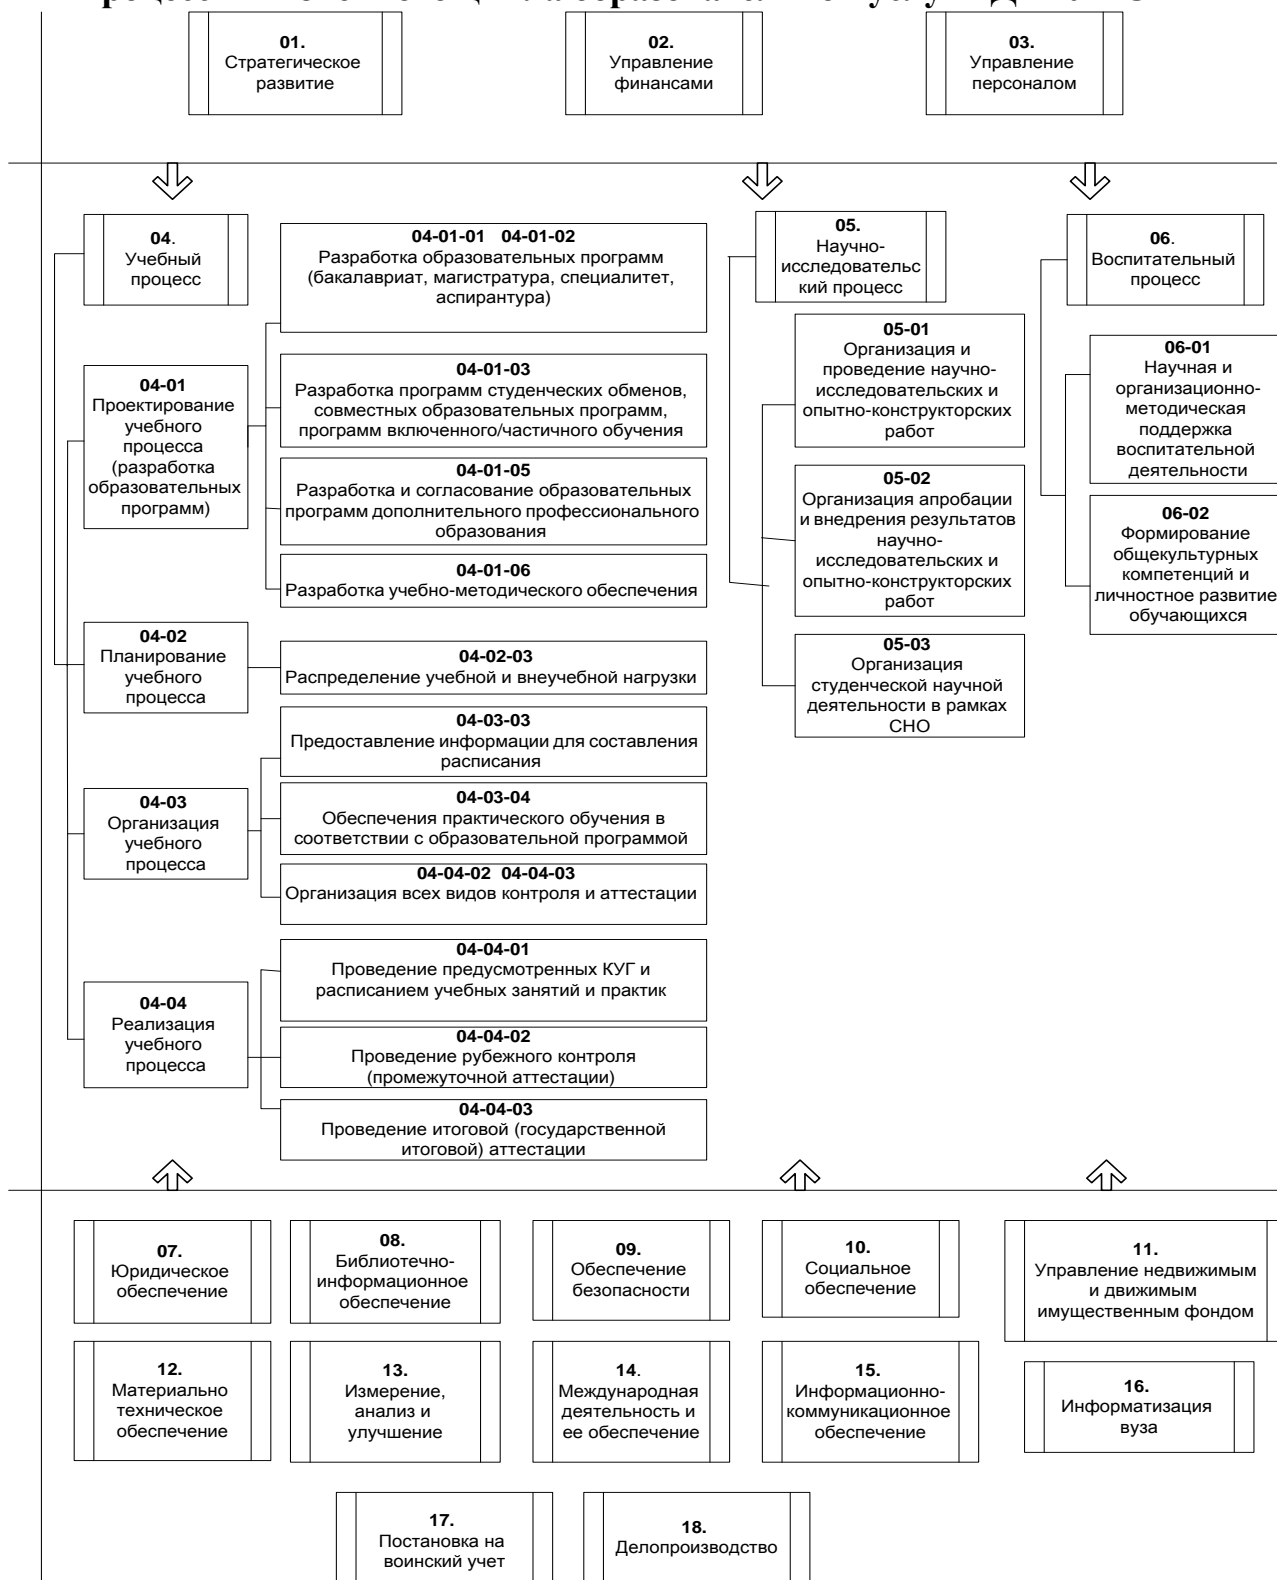 01.
Стратегическое
развитие
02.
Управление
финансами
03.
Управление
персоналом
04.
Учебный
процесс
04-01-01 04-01-02
Разработка образовательных программ
(бакалавриат, магистратура, специалитет,
аспирантура)
05.
Научно-
исследовательс
кий процесс
06.
Воспитательный
процесс
04-01
Проектирование
учебного
процесса
(разработка
образовательных
программ)
04-01-03
Разработка программ студенческих обменов,
совместных образовательных программ,
программ включенного/частичного обучения
04-01-05
Разработка и согласование образовательных
программ дополнительного профессионального
образования
04-01-06
Разработка учебно-методического обеспечения
05-01
Организация и
проведение научно-
исследовательских и
опытно-конструкторских
работ
05-02
Организация апробации
и внедрения результатов
научно-
исследовательских и
опытно-конструкторских
работ
05-03
Организация
студенческой научной
деятельности в рамках
СНО
06-01
Научная и
организационно-
методическая
поддержка
воспитательной
деятельности
06-02
Формирование
общекультурных
компетенций и
личностное развитие
обучающихся
04-02
Планирование
учебного
процесса
04-02-03
Распределение учебной и внеучебной нагрузки
04-03
Организация
учебного
процесса
04-03-03
Предоставление информации для составления
расписания
04-03-04
Обеспечения практического обучения в
соответствии с образовательной программой
04-04-02 04-04-03
Организация всех видов контроля и аттестации
04-04
Реализация
учебного
процесса
04-04-01
Проведение предусмотренных КУГ и
расписанием учебных занятий и практик
04-04-02
Проведение рубежного контроля
(промежуточной аттестации)
04-04-03
Проведение итоговой (государственной
итоговой) аттестации
07.
Юридическое
обеспечение
08.
Библиотечно-
информационное
обеспечение
09.
Обеспечение
безопасности
10.
Социальное
обеспечение
11.
Управление недвижимым
и движимым
имущественным фондом
12.
Материально
техническое
обеспечение
13.
Измерение,
анализ и
улучшение
14.
Международная
деятельность и
ее обеспечение
15.
Информационно-
коммуникационное
обеспечение
16.
Информатизация
вуза
17.
Постановка на
воинский учет
18.
Делопроизводство